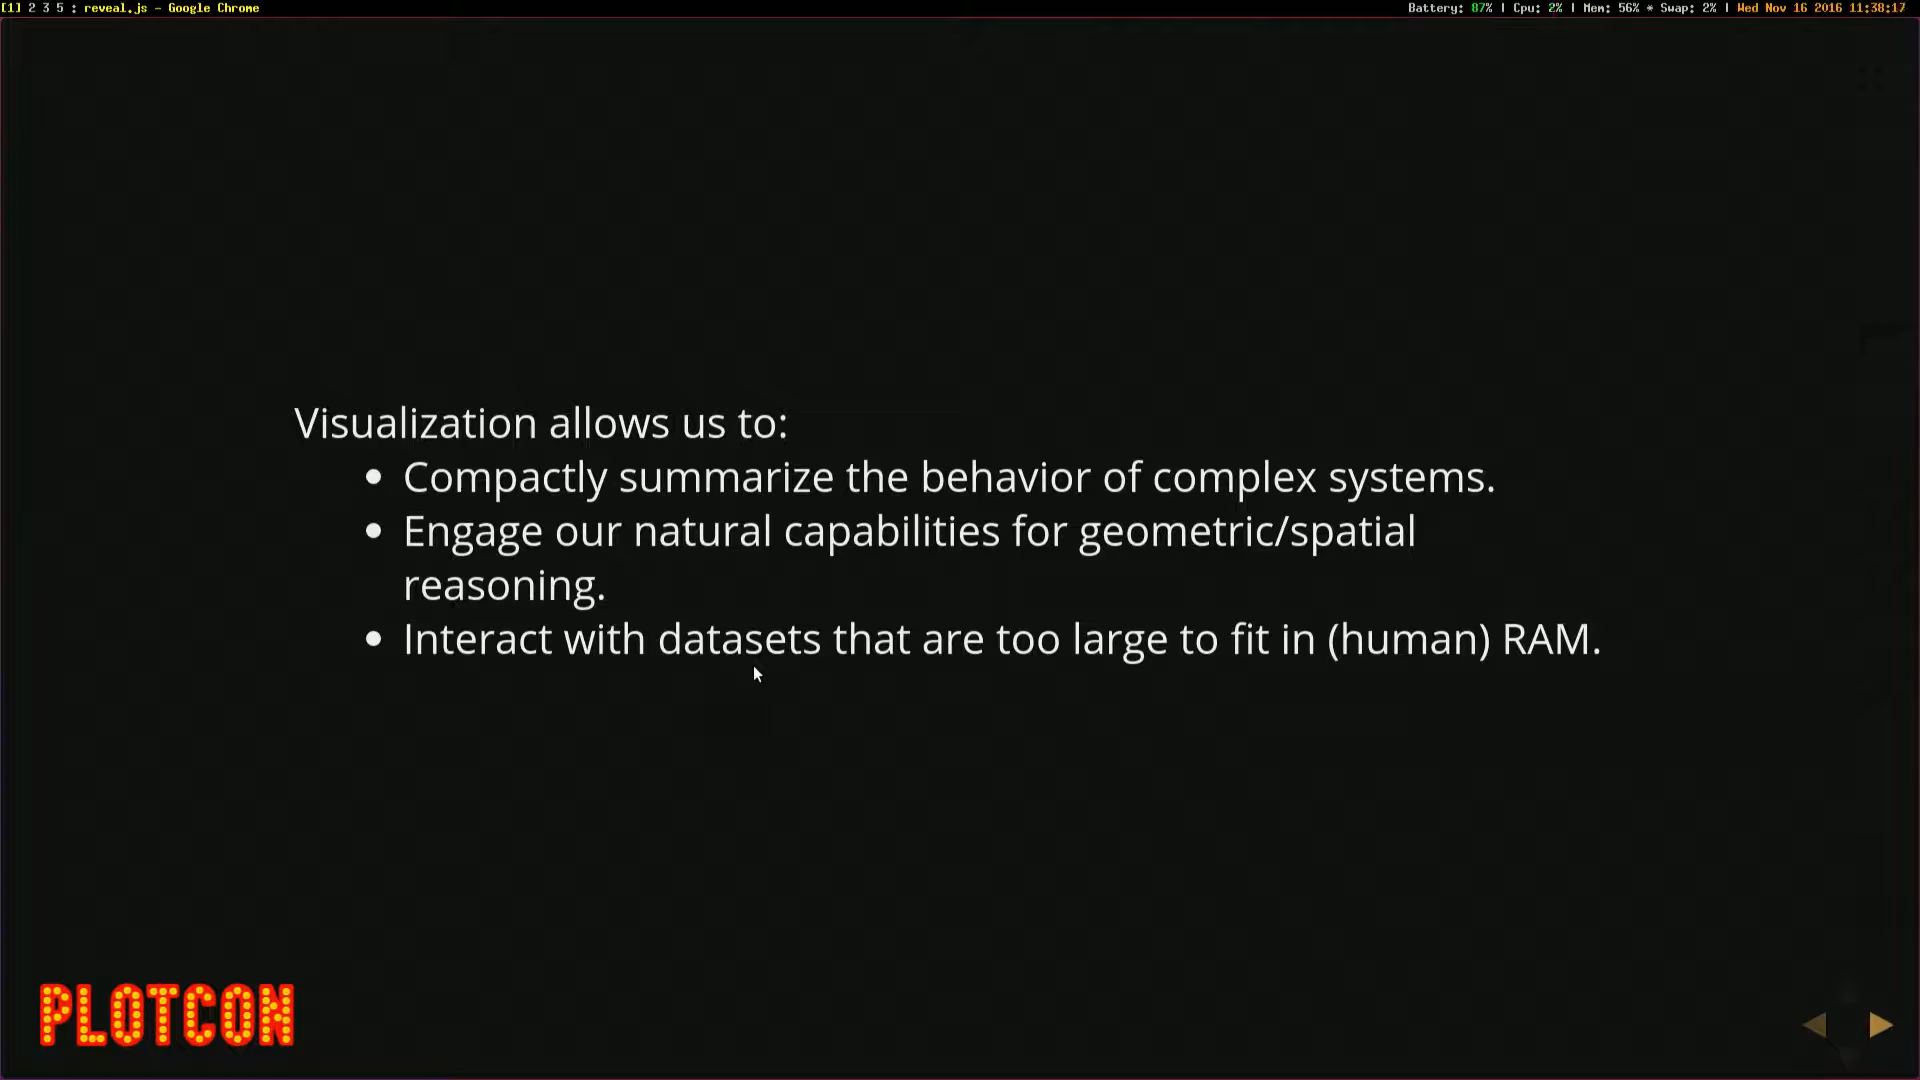 [1] 2 3 5 : reveal.js - Google Chrome
Battery: 87% | Cpu: 2% | Mem: 56% * Swap: 2% | Wed Nov 16 2016 11:38:17
Visualization allows us to:
• Compactly summarize the behavior of complex systems.
• Engage our natural capabilities for geometric/spatial
reasoning.
• Interact with datasets that are too large to fit in (human) RAM.
PLOTCON